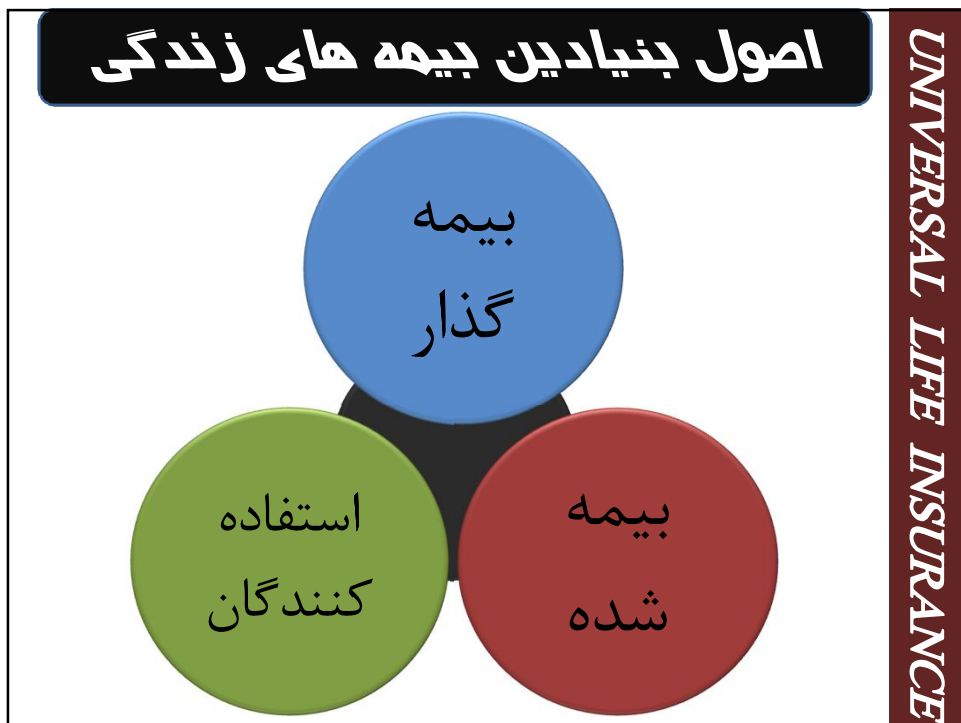 اصول بنیادین بیمه های زندگی
بیمه
گذار
بیمه
شده
استفاده
کنندگان
UNIVERSAL LIFE INSURANCE